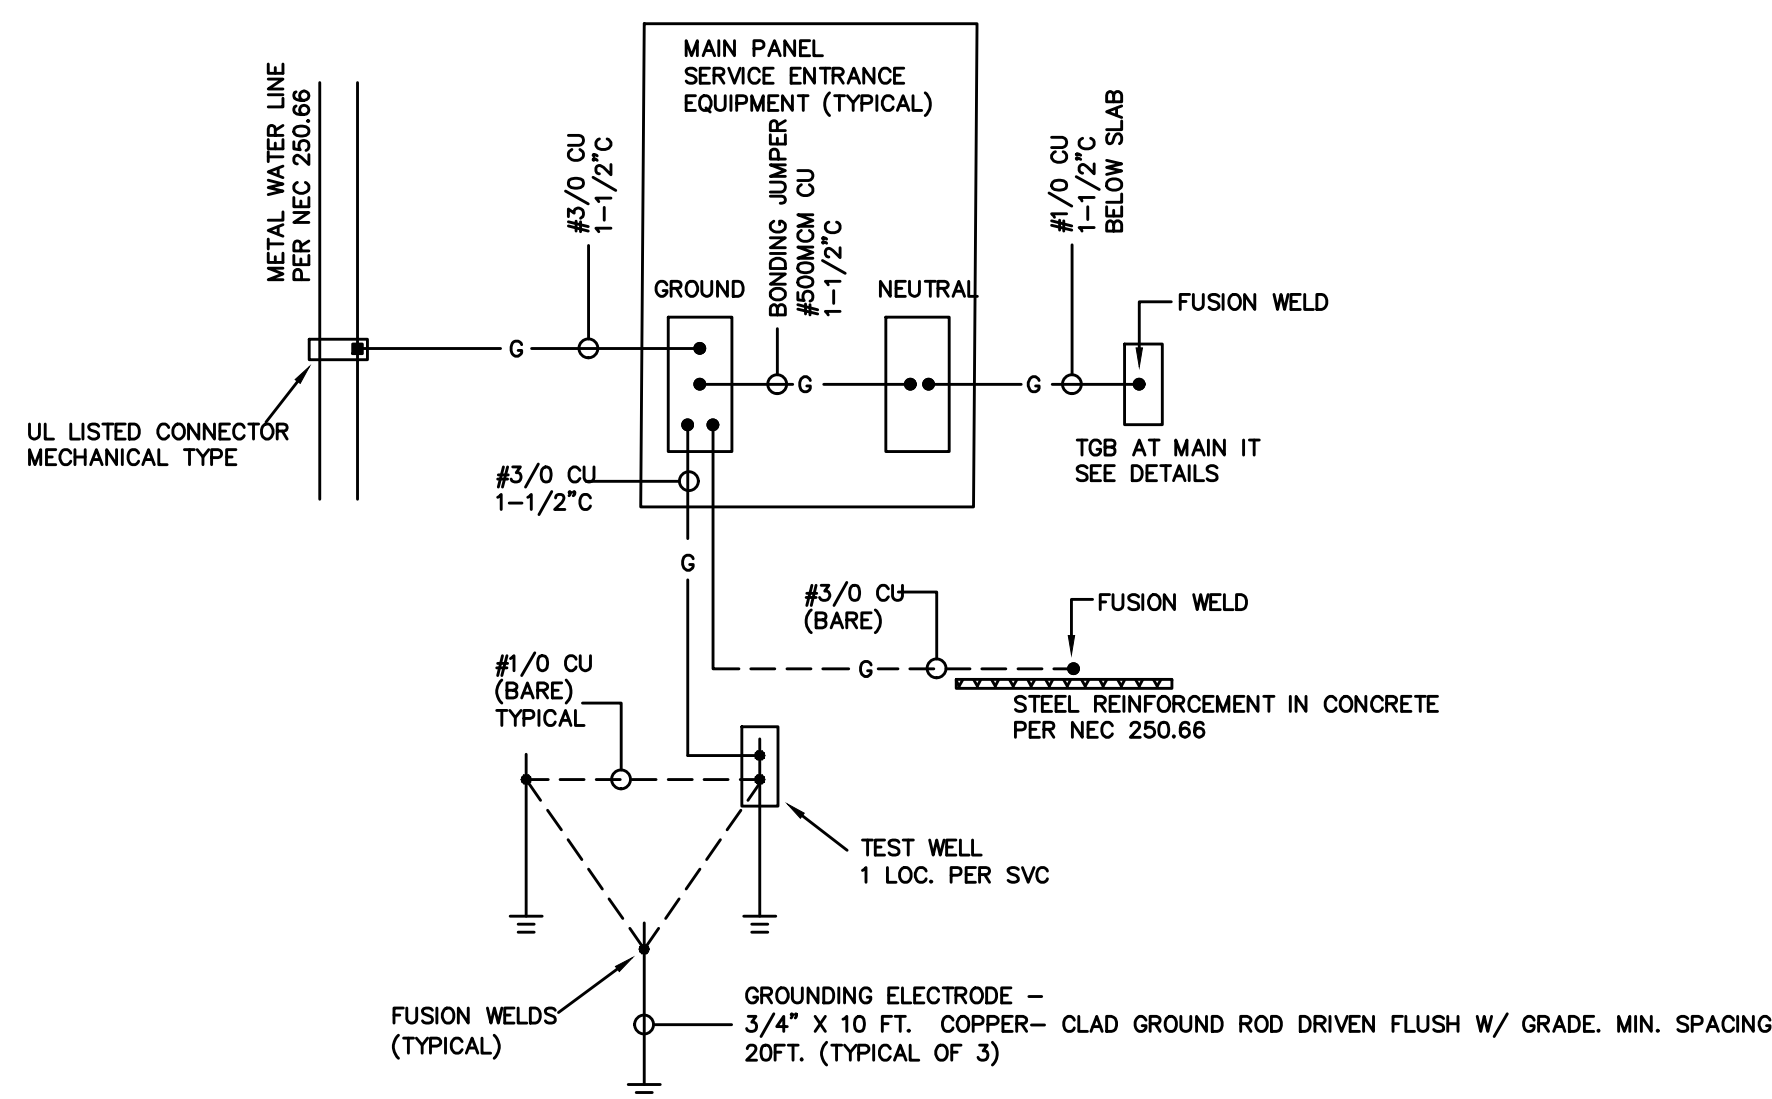 MAIN PANEL
SERVICE ENTRANCE
EQUIPMENT (TYPICAL)
METAL WATER LINE
PER NEC 250.66
#3/0 CU
1-1/2"C
BONDING JUMPER
#500MCM CU
1-1/2"C
#1/0 CU
1-1/2"C
BELOW SLAB
GROUND
NEUTRAL
FUSION WELD
G
G
G
UL LISTED CONNECTOR
MECHANICAL TYPE
TGB AT MAIN IT
SEE DETAILS
#3/0 CU
1-1/2"C
G
#3/0 CU
(BARE)
FUSION WELD
G
#1/0 CU
(BARE)
TYPICAL
STEEL REINFORCEMENT IN CONCRETE
PER NEC 250.66
TEST WELL
1 LOC. PER SVC
FUSION WELDS
(TYPICAL)
GROUNDING ELECTRODE -
3/4" X 10 FT. COPPER- CLAD GROUND ROD DRIVEN FLUSH W/ GRADE. MIN. SPACING
20FT. (TYPICAL OF 3)